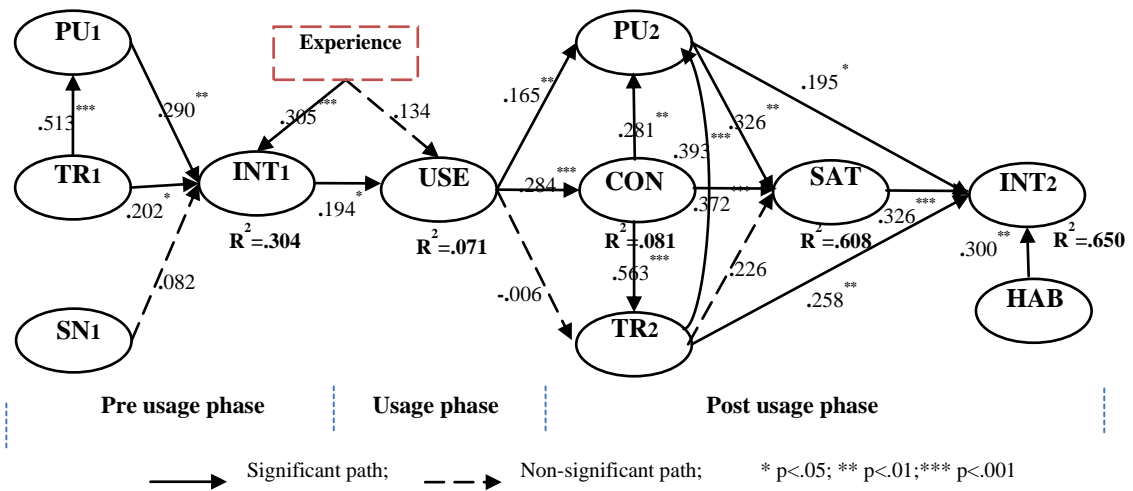 PU1
Experience
PU2
.513***
.290**
.305***
.134
.165**
.281**
.393***
.326**
.195*
TR1
INT1
USE
CON
SAT
INT2
.202*
.194*
.284***
.372***
.326***
R²=.304
R²=.071
R²=.081
R²=.608
R²=.650
.082
-.006
.563***
.226
.258**
.300**
SN1
TR2
HAB
Pre usage phase
Usage phase
Post usage phase
Significant path;
Non-significant path;
* p<.05; ** p<.01;*** p<.001